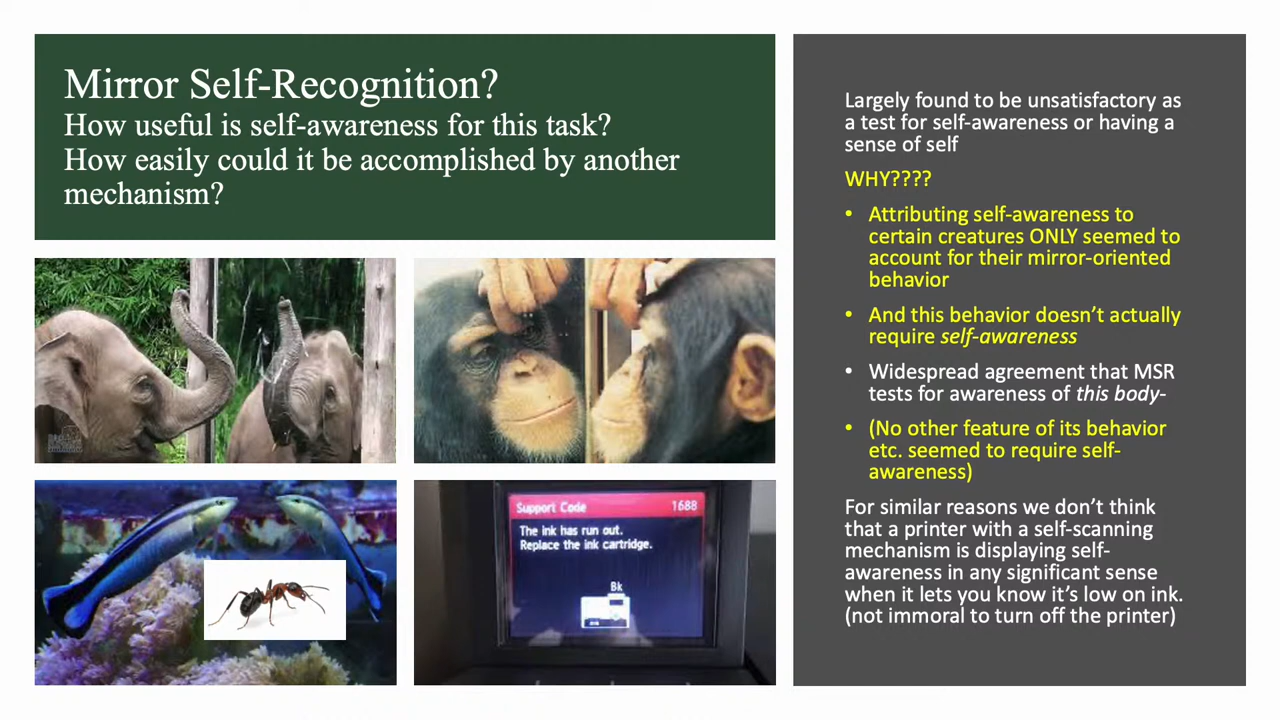 Mirror Self-Recognition?
How useful is self-awareness for this task?
How easily could it be accomplished by another
mechanism?
Largely found to be unsatisfactory as
a test for self-awareness or having a
sense of self
WHY????
• Attributing self-awareness to
certain creatures ONLY seemed to
account for their mirror-oriented
behavior
• And this behavior doesn't actually
require self-awareness
• Widespread agreement that MSR
tests for awareness of this body-
• (No other feature of its behavior
etc. seemed to require self-
awareness)
For similar reasons we don't think
that a printer with a self-scanning
mechanism is displaying self-
awareness in any significant sense
when it lets you know it's low on ink.
(not immoral to turn off the printer)
Support Code 1688
The ink has run out.
Replace the ink cartridge.
Bk